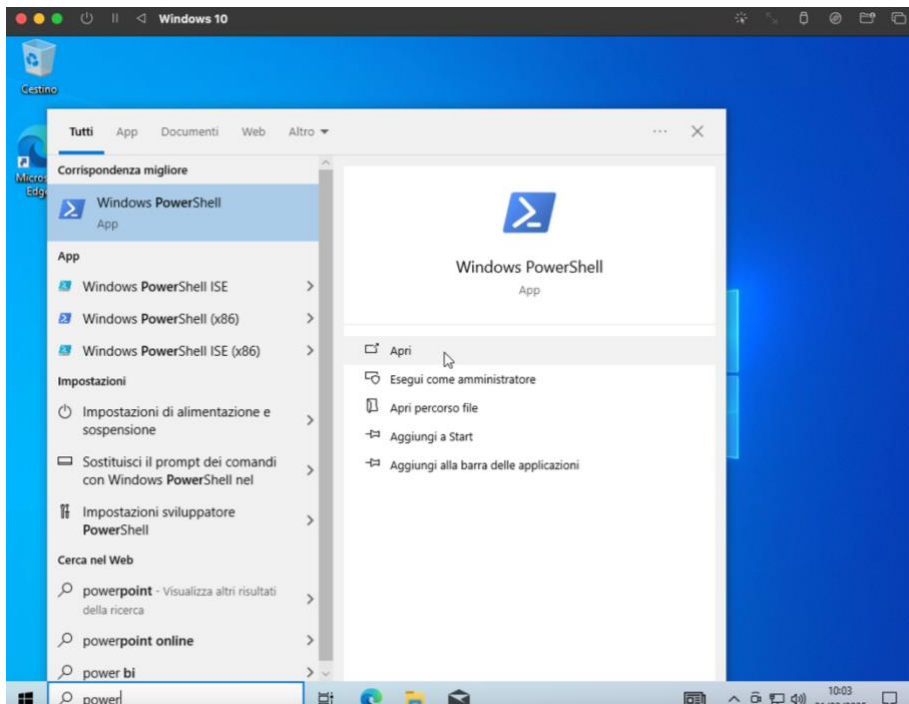 Windows 10
Cestino
Tutti App Documenti Web Altro
Corrispondenza migliore
Windows PowerShell
App
App
Windows PowerShell ISE
Windows PowerShell (x86)
Windows PowerShell ISE (x86)
Impostazioni
Impostazioni di alimentazione e
sospensione
Sostituisci il prompt dei comandi
con Windows PowerShell nel
Impostazioni sviluppatore
PowerShell
Cerca nel Web
powerpoint - Visualizza altri risultati
della ricerca
powerpoint online
power bi
power
Windows PowerShell
App
Apri
Esegui come amministratore
Apri percorso file
Aggiungi a Start
Aggiungi alla barra delle applicazioni
10:03